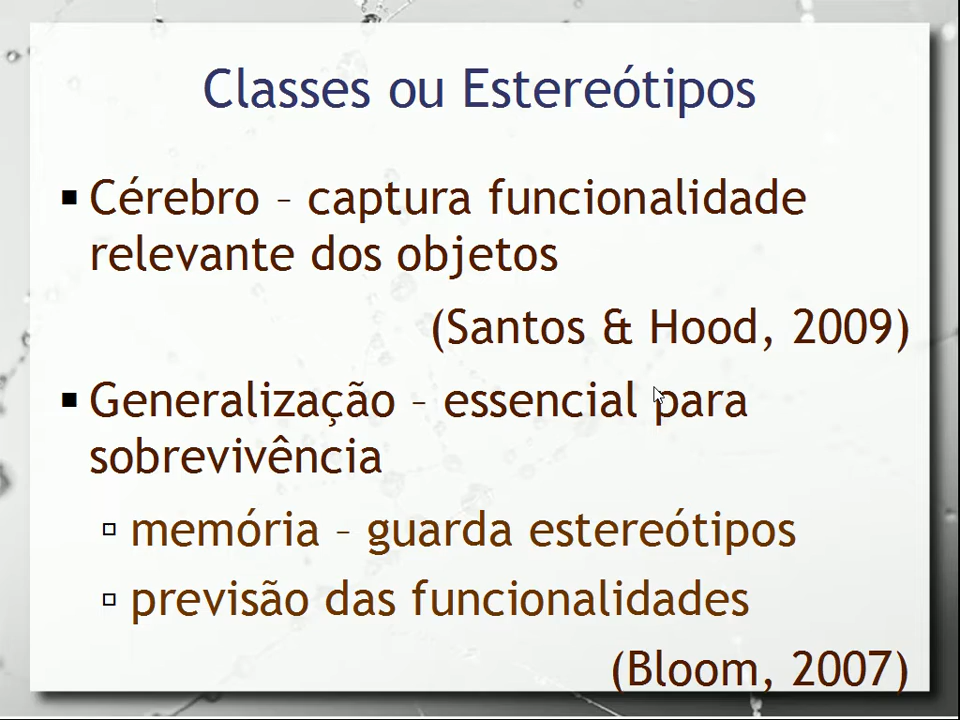 Classes ou Estereótipos
Cérebro – captura funcionalidade
relevante dos objetos
(Santos & Hood, 2009)
Generalização – essencial para
sobrevivência
memória – guarda estereótipos
previsão das funcionalidades
(Bloom, 2007)